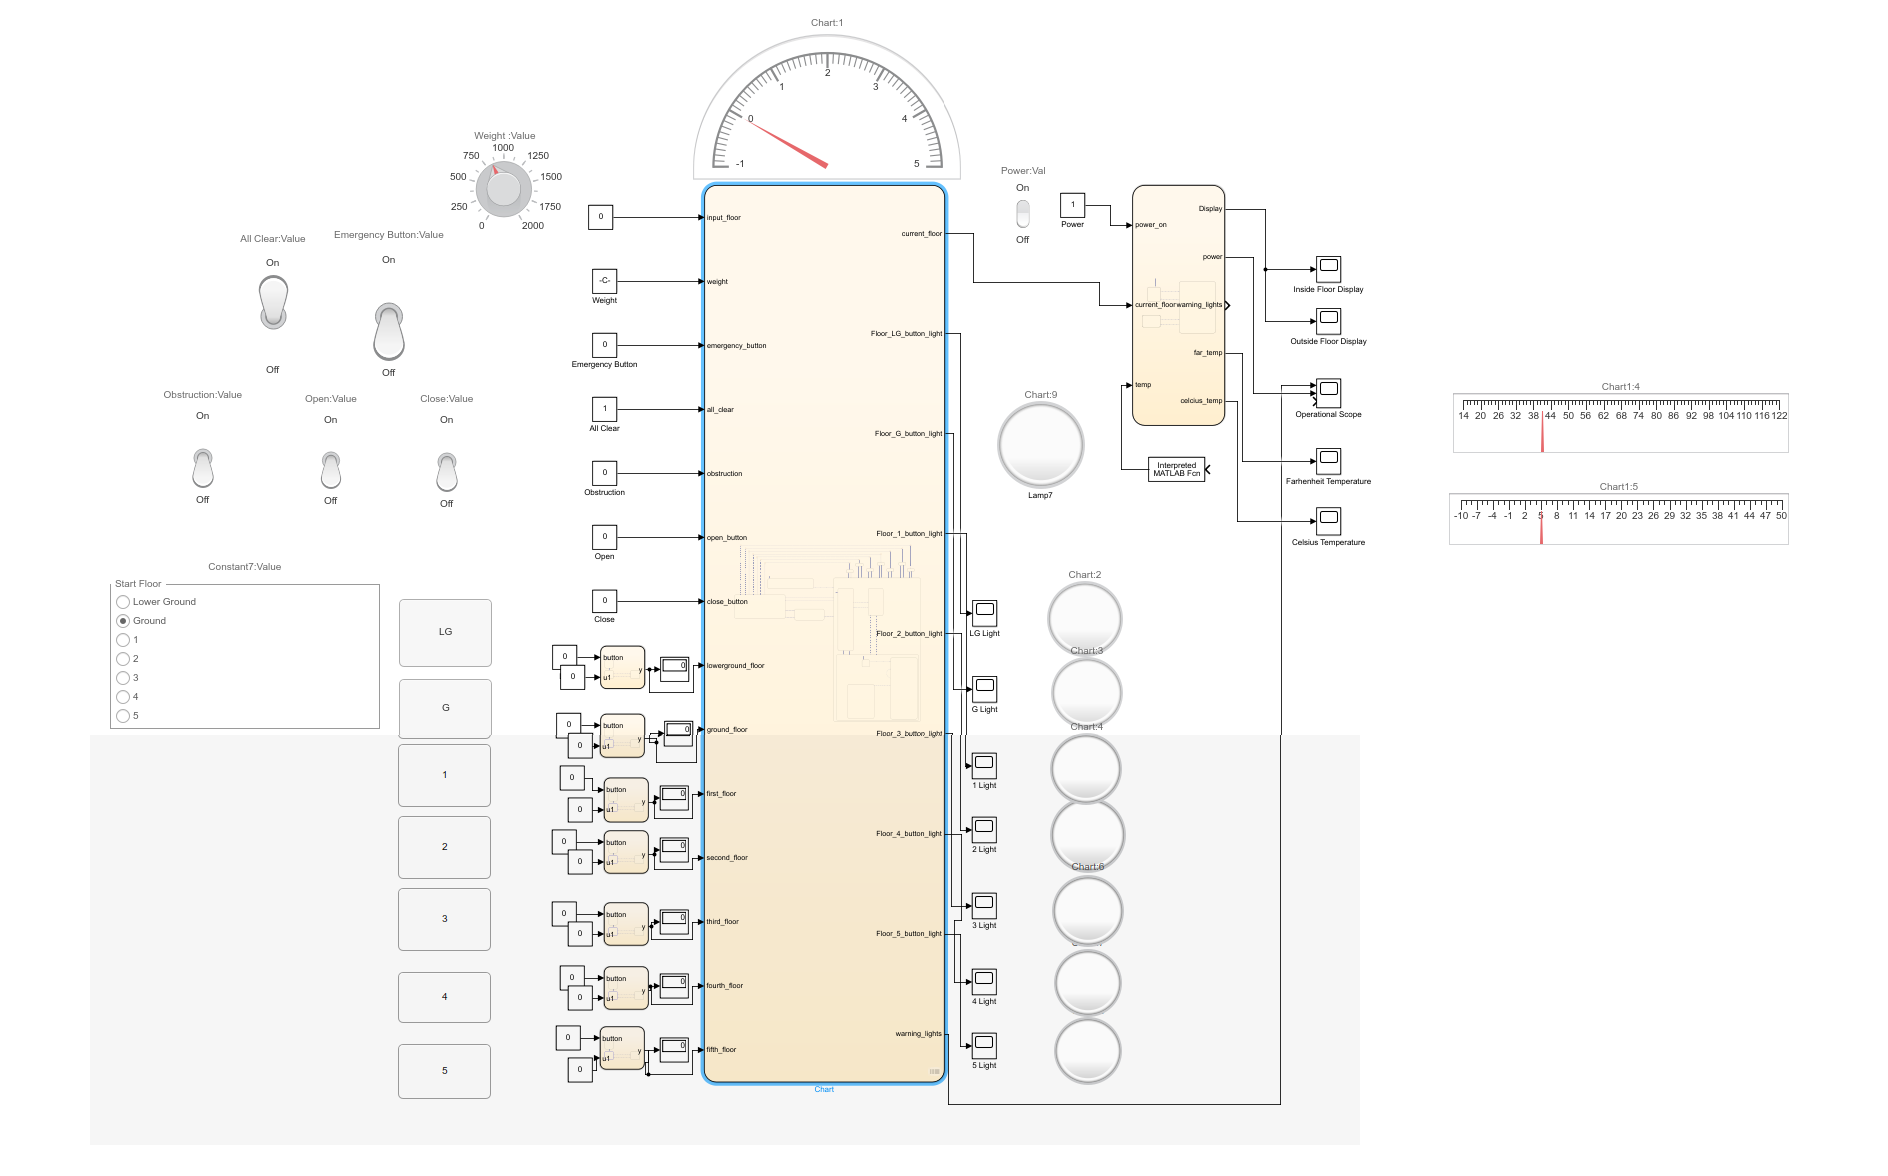 Chart:1
-1
0
1
2
3
4
5
Weight :Value
0
250
500
750
1000
1250
1500
1750
2000
All Clear:Value
On
Off
Emergency Button:Value
On
Off
Obstruction:Value
On
Off
Open:Value
On
Off
Close:Value
On
Off
Constant7:Value
Start Floor
Lower Ground
Ground
1
2
3
4
5
LG
G
1
2
3
4
5
0
-C-
Weight
0
Emergency Button
1
All Clear
0
Obstruction
0
Open
0
Close
0
0
button
u1
y
0
0
0
button
u1
y
0
0
0
button
u1
y
0
0
0
button
u1
y
0
0
0
button
u1
y
0
0
0
button
u1
y
0
0
0
button
u1
y
0
input_floor
weight
emergency_button
all_clear
obstruction
open_button
close_button
lowerground_floor
ground_floor
first_floor
second_floor
third_floor
fourth_floor
fifth_floor
current_floor
Floor_LG_button_light
Floor_G_button_light
Floor_1_button_light
Floor_2_button_light
Floor_3_button_light
Floor_4_button_light
Floor_5_button_light
warning_lights
Chart
LG Light
G Light
1 Light
2 Light
3 Light
4 Light
5 Light
Power:Val
On
Off
1
Power
power_on
current_floor
temp
Display
power
warning_lights
far_temp
celcius_temp
Interpreted
MATLAB Fcn
Chart:9
Lamp7
Inside Floor Display
Outside Floor Display
Operational Scope
Farhenheit Temperature
Celsius Temperature
Chart:2
Chart:3
Chart:4
Chart:6
Chart1:4
14 20 26 32 38 44 50 56 62 68 74 80 86 92 98 104 110 116 122
Chart1:5
-10 -7 -4 -1 2 5 8 11 14 17 20 23 26 29 32 35 38 41 44 47 50